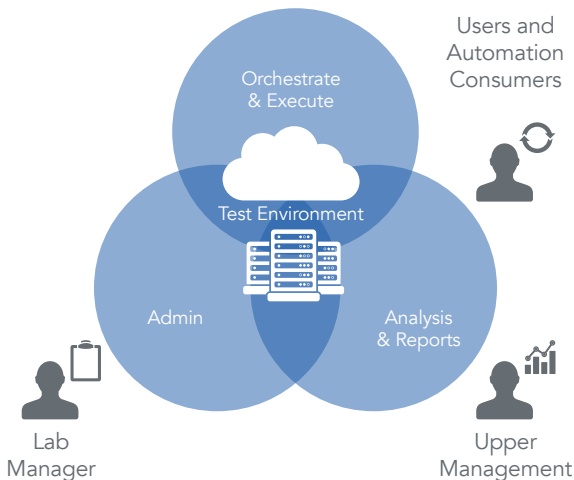 Users and
Automation
Consumers
Orchestrate
& Execute
Test Environment
Admin
Analysis
& Reports
Lab
Manager
Upper
Management